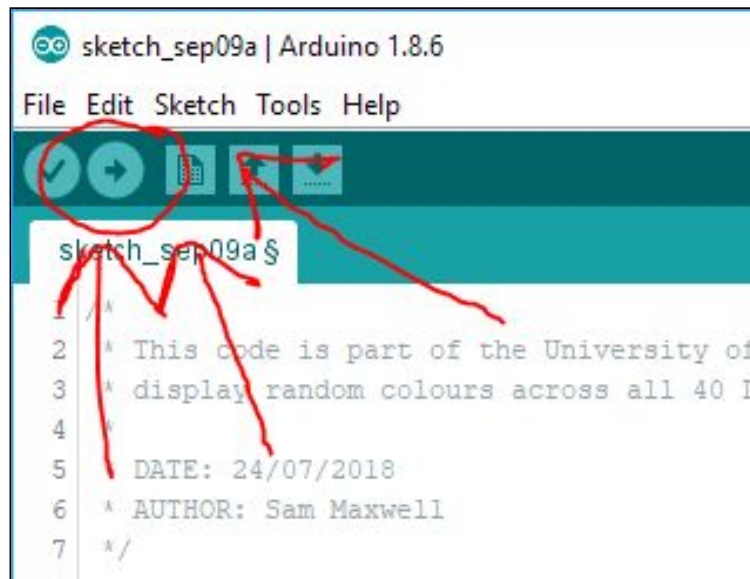 sketch_sep09a | Arduino 1.8.6
File Edit Sketch Tools Help
sketch_sep09a §
1 /*
2 * This code is part of the University of
3 * display random colours across all 40
4 *
5 DATE: 24/07/2018
6 * AUTHOR: Sam Maxwell
7 */